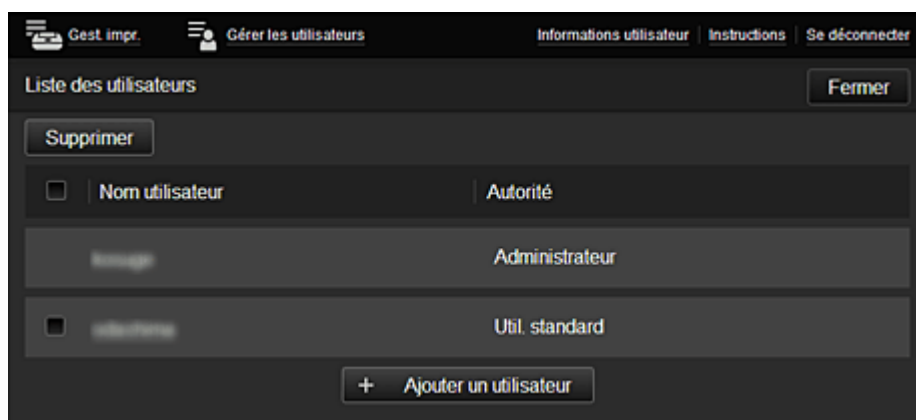 Gest. impr. Gérer les utilisateurs Informations utilisateur Instructions Se déconnecter
Liste des utilisateurs Fermer
Supprimer
Nom utilisateur Autorité
Administrateur
Util. standard
+ Ajouter un utilisateur